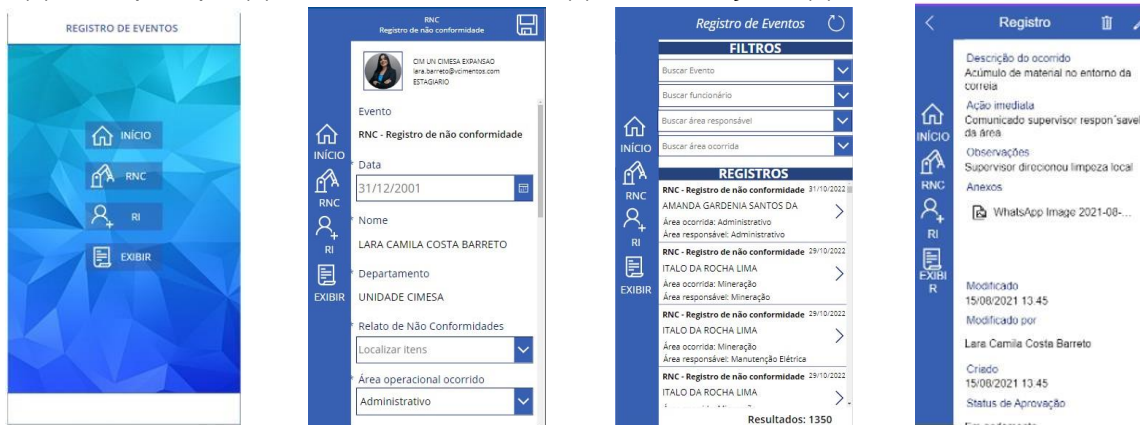 REGISTRO DE EVENTOS
INÍCIO
RNC
RI
EXIBIR
RNC
Registro de não conformidade
CIM UN CIMESA EXPANSAO
lara.barreto@vcimentos.com
ESTAGIARIO
INÍCIO
RNC
RI
EXIBIR
Evento
RNC - Registro de não conformidade
* Data
31/12/2001
* Nome
LARA CAMILA COSTA BARRETO
* Departamento
UNIDADE CIMESA
* Relato de Não Conformidades
Localizar itens
* Área operacional ocorrido
Administrativo
Registro de Eventos
INÍCIO
RNC
RI
EXIBIR
FILTROS
Buscar Evento
Buscar funcionário
Buscar área responsável
Buscar área ocorrida
REGISTROS
RNC - Registro de não conformidade 31/10/2022
AMANDA GARDENIA SANTOS DA
Área ocorrida: Administrativo
Área responsável: Administrativo
RNC - Registro de não conformidade 29/10/2022
ITALO DA ROCHA LIMA
Área ocorrida: Mineração
Área responsável: Mineração
RNC - Registro de não conformidade 29/10/2022
ITALO DA ROCHA LIMA
Área ocorrida: Mineração
Área responsável: Manutenção Elétrica
RNC - Registro de não conformidade 29/10/2022
ITALO DA ROCHA LIMA
Resultados: 1350
Registro
INÍCIO
RNC
RI
EXIBI
R
Descrição do ocorrido
Acúmulo de material no entorno da
correia
Ação imediata
Comunicado supervisor respon´savel
da área
Observações
Supervisor direcionou limpeza local
Anexos
WhatsApp Image 2021-08-...
Modificado
15/08/2021 13.45
Modificado por
Lara Camila Costa Barreto
Criado
15/08/2021 13.45
Status de Aprovação